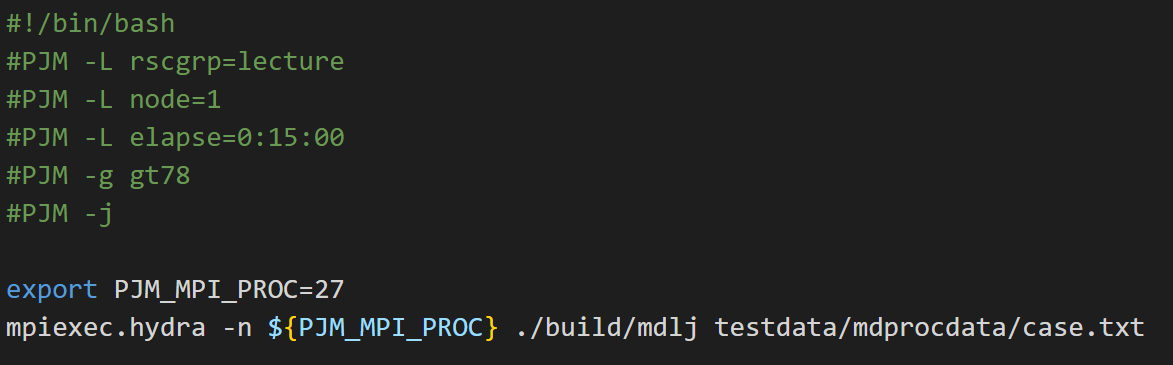 #!/bin/bash
#PJM -L rscgrp=lecture
#PJM -L node=1
#PJM -L elapse=0:15:00
#PJM -g gt78
#PJM -j
export PJM_MPI_PROC=27
mpiexec.hydra -n ${PJM_MPI_PROC} ./build/mdlj testdata/mdprocdata/case.txt